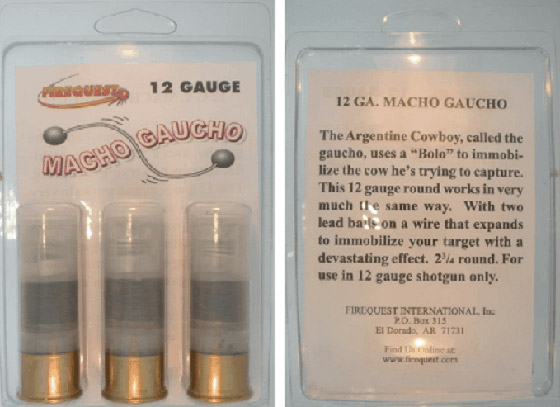 FIREQUEST
12 GAUGE
MACHO GAUCHO
12 GA. MACHO GAUCHO
The Argentine Cowboy, called the
gaucho, uses a "Bolo" to immobi-
lize the cow he's trying to capture.
This 12 gauge round works in very
much the same way. With two
lead balls on a wire that expands
to immobilize your target with a
devastating effect. 2¾ round. For
use in 12 gauge shotgun only.
FIREQUEST INTERNATIONAL, Inc
P.O. Box 315
El Dorado, AR 71731
Find Us Online at:
www.firequest.com